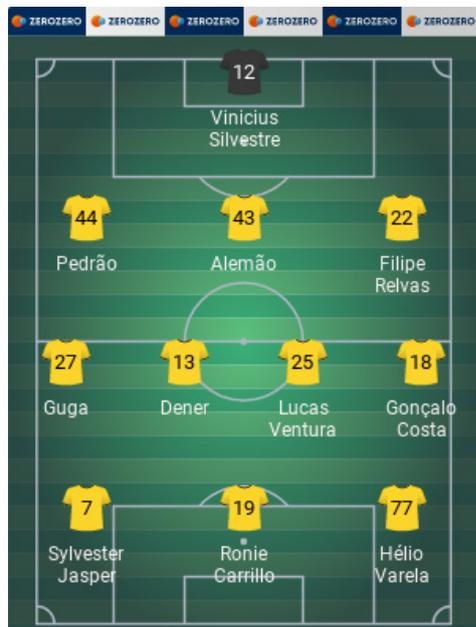 ZEROZERO ZEROZERO ZEROZERO ZEROZERO ZEROZERO ZEROZERO
12
Vinicius
Silvestre
44 43 22
Pedrão Alemão Filipe
Relvas
27 13 25 18
Guga Dener Lucas Gonçalo
Ventura Costa
7 19 77
Sylvester Ronie Hélio
Jasper Carrillo Varela